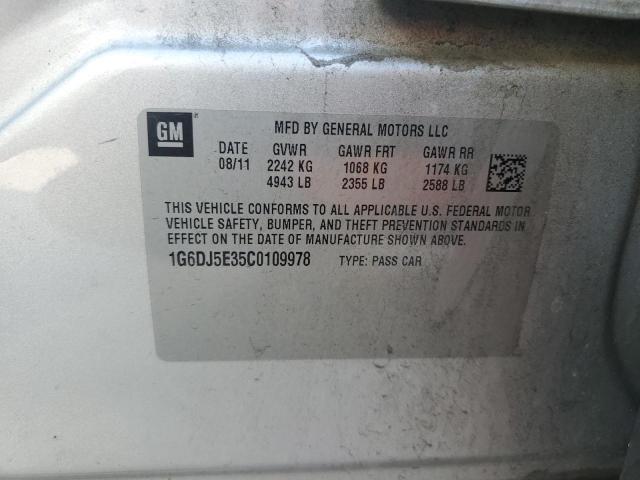 GM
MFD BY GENERAL MOTORS LLC
DATE GVWR GAWR FRT GAWR RR
08/11 2242 KG 1068 KG 1174 KG
4943 LB 2355 LB 2588 LB
THIS VEHICLE CONFORMS TO ALL APPLICABLE U.S. FEDERAL MOTOR
VEHICLE SAFETY, BUMPER, AND THEFT PREVENTION STANDARDS IN
EFFECT ON THE DATE OF MANUFACTURE SHOWN ABOVE.
1G6DJ5E35C0109978 TYPE: PASS CAR